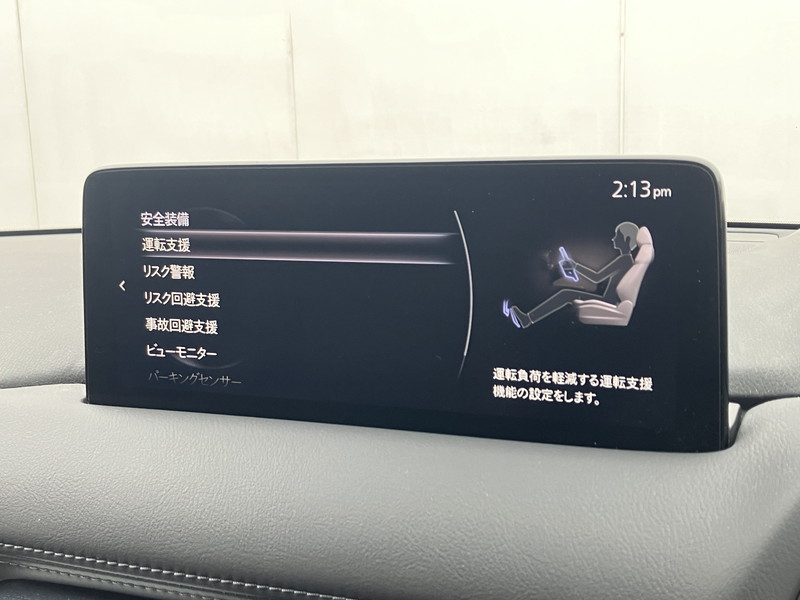 2:13pm
安全装備
運転支援
リスク警報
リスク回避支援
事故回避支援
ビューモニター
パーキングセンサー
運転負荷を軽減する運転支援
機能の設定をします。